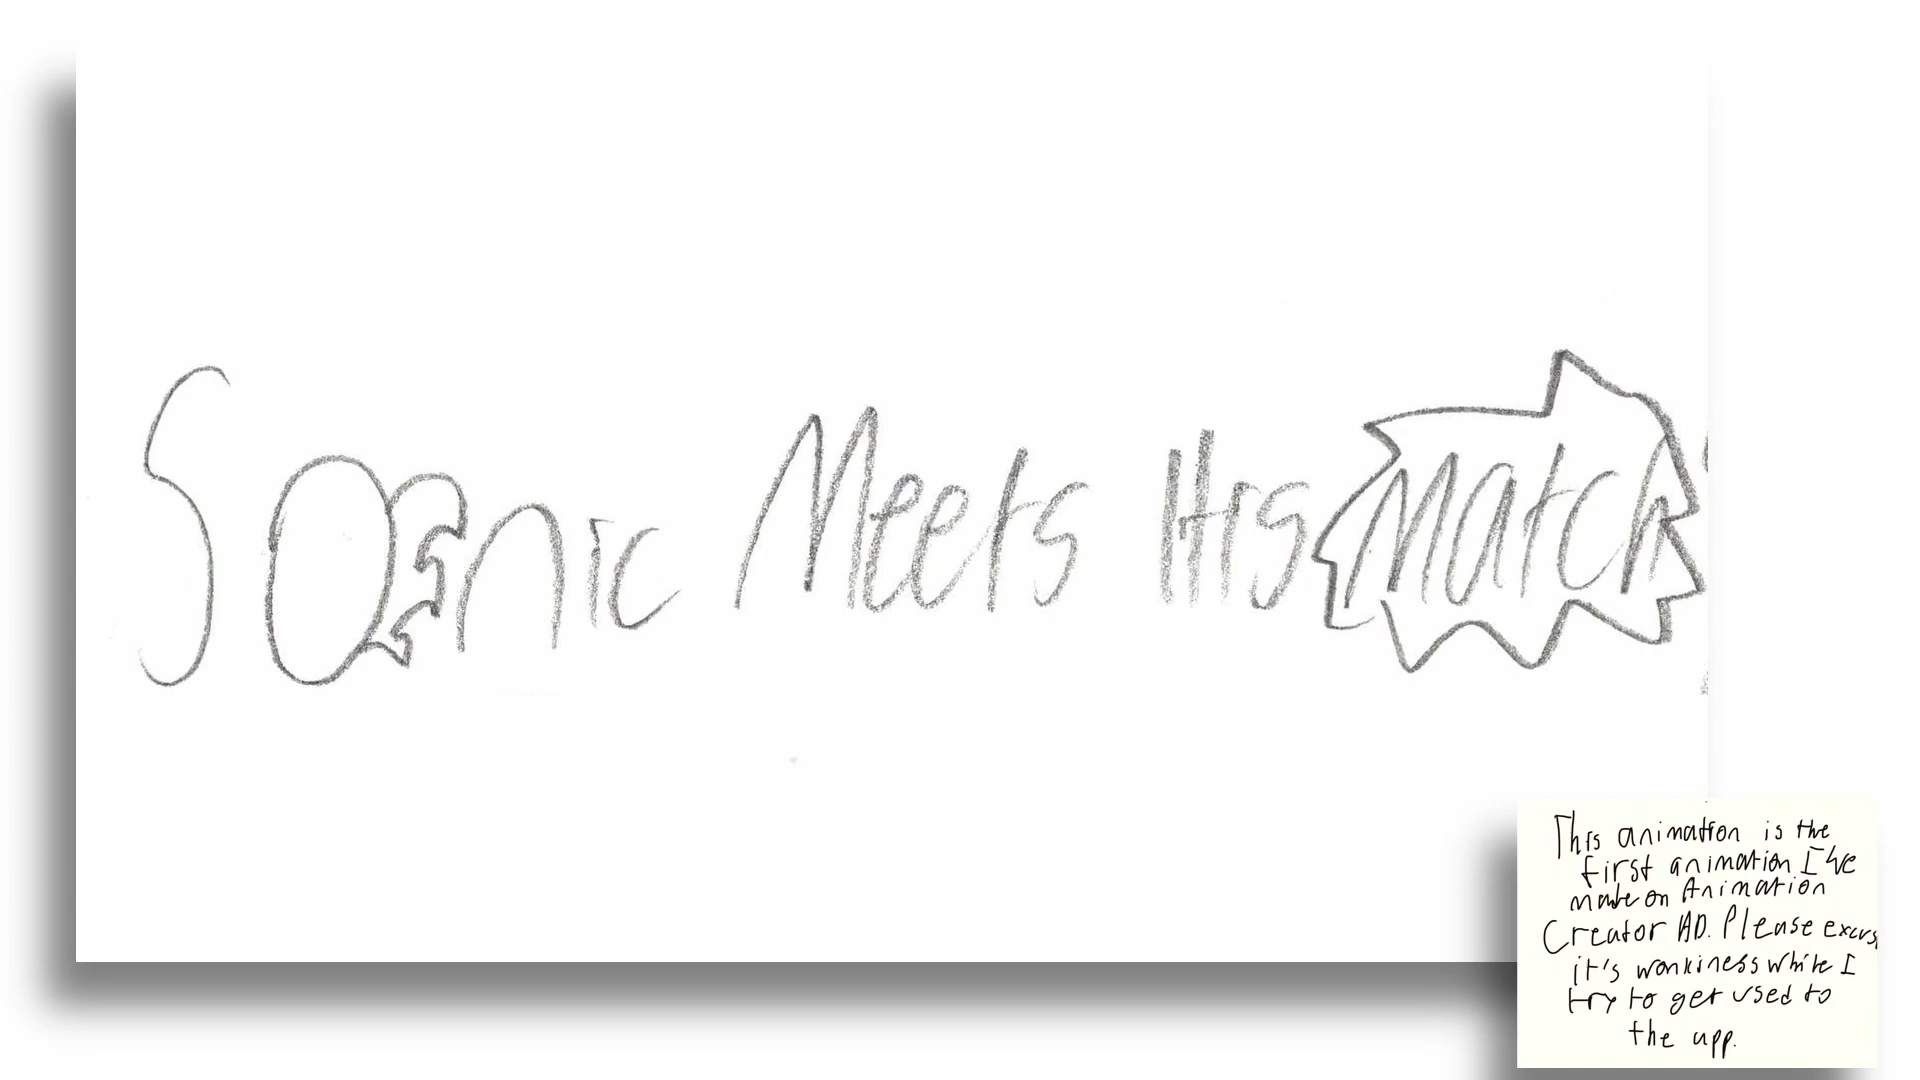 Sonic Meets His Match
This animation is the
first animation I've
made on Animation
Creator HD. Please excus
it's wonkiness while I
try to get used to
the app.